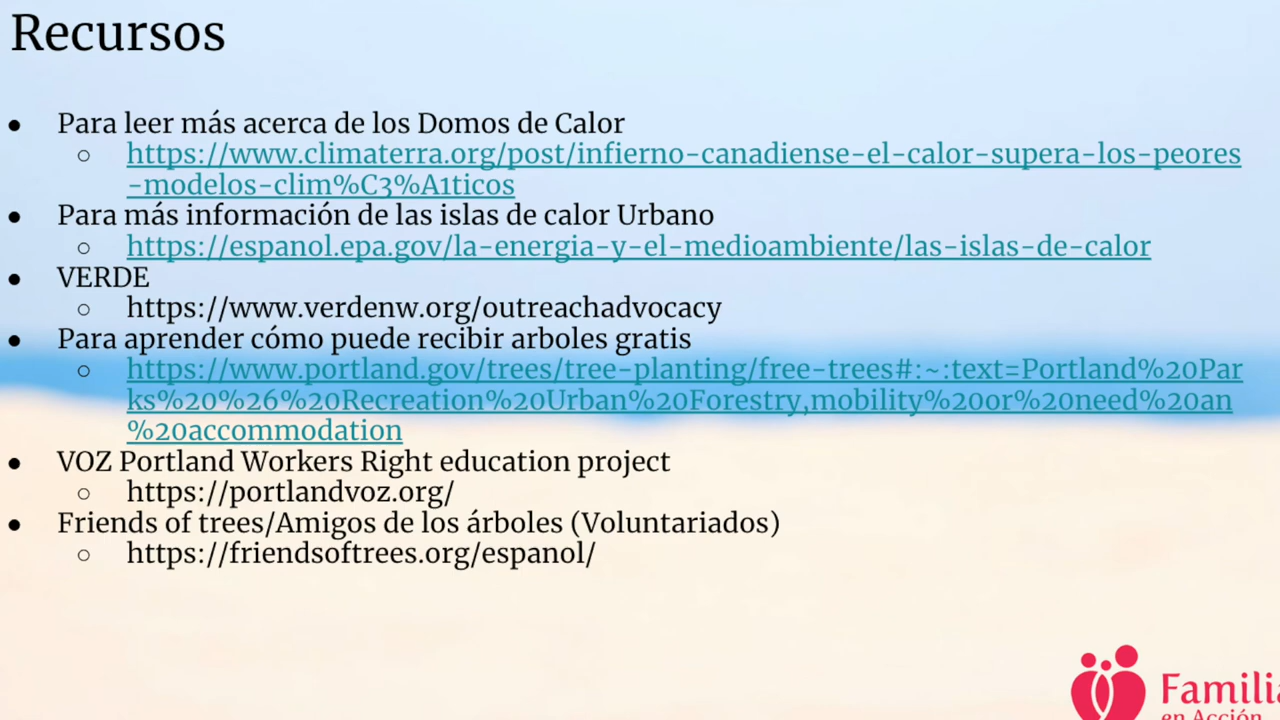 Recursos
● Para leer más acerca de los Domos de Calor
○ https://www.climaterra.org/post/infierno-canadiense-el-calor-supera-los-peores
-modelos-clim%C3%A1ticos
● Para más información de las islas de calor Urbano
○ https://espanol.epa.gov/la-energia-y-el-medioambiente/las-islas-de-calor
● VERDE
○ https://www.verdenw.org/outreachadvocacy
● Para aprender cómo puede recibir arboles gratis
○ https://www.portland.gov/trees/tree-planting/free-trees#:~:text=Portland%20Par
ks%20%26%20Recreation%20Urban%20Forestry,mobility%20or%20need%20an
%20accommodation
● VOZ Portland Workers Right education project
○ https://portlandvoz.org/
● Friends of trees/Amigos de los árboles (Voluntariados)
○ https://friendsoftrees.org/espanol/
Familia
en Acción